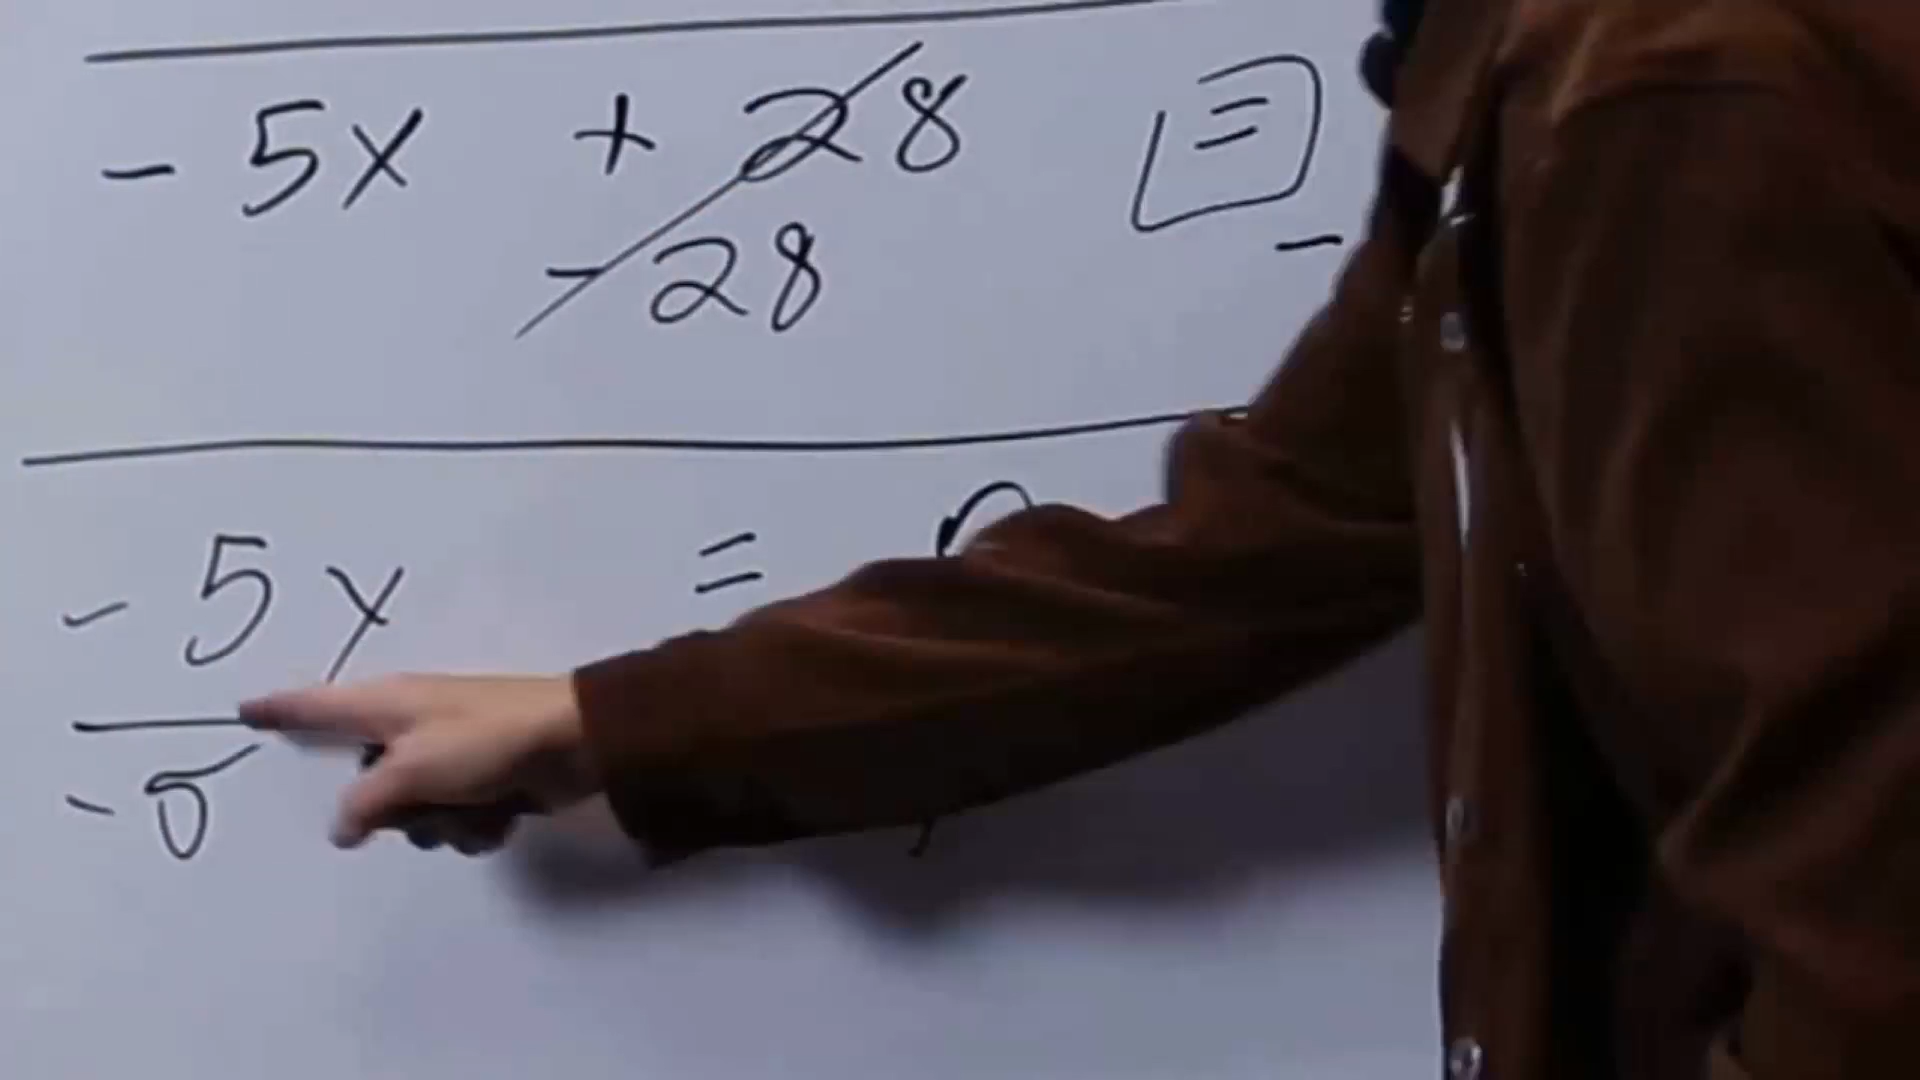 - 5x + 28 =
- 28 -
- 5x =
- 5